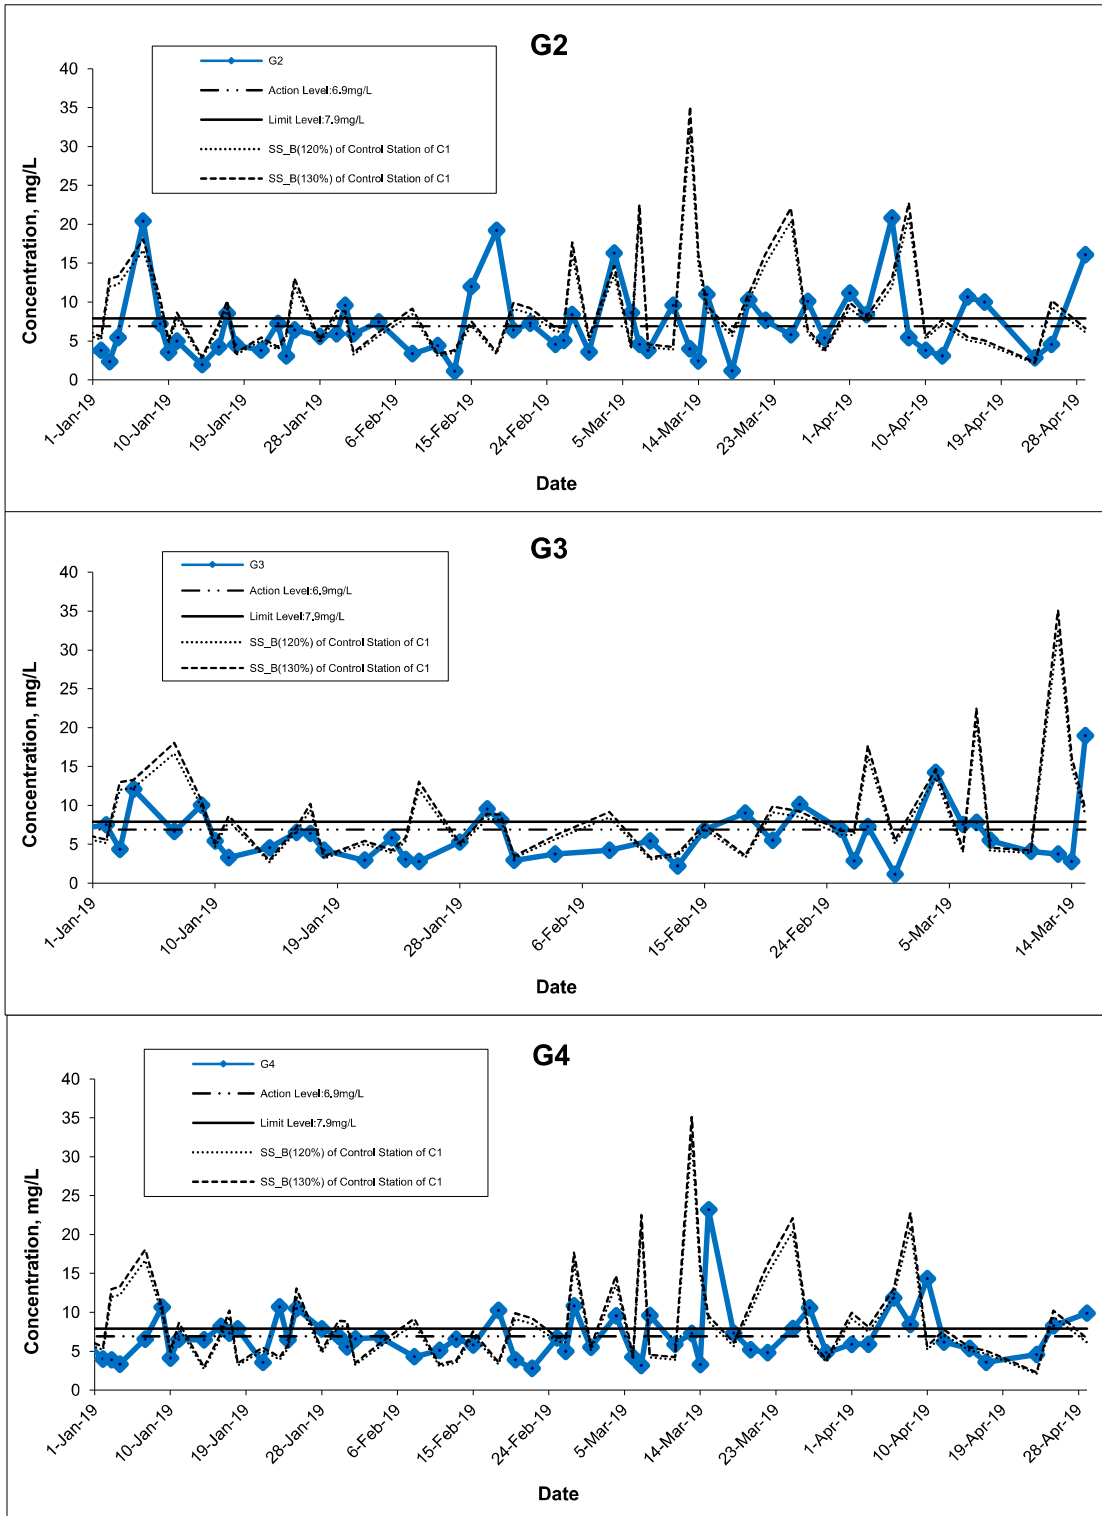 G2
G2
Action Level:6.9mg/L
Limit Level:7.9mg/L
SS_B(120%) of Control Station of C1
SS_B(130%) of Control Station of C1
Concentration, mg/L
40
35
30
25
20
15
10
5
0
1-Jan-19
10-Jan-19
19-Jan-19
28-Jan-19
6-Feb-19
15-Feb-19
24-Feb-19
5-Mar-19
14-Mar-19
23-Mar-19
1-Apr-19
10-Apr-19
19-Apr-19
28-Apr-19
Date
G3
G3
Action Level:6.9mg/L
Limit Level:7.9mg/L
SS_B(120%) of Control Station of C1
SS_B(130%) of Control Station of C1
Concentration, mg/L
40
35
30
25
20
15
10
5
0
1-Jan-19
10-Jan-19
19-Jan-19
28-Jan-19
6-Feb-19
15-Feb-19
24-Feb-19
5-Mar-19
14-Mar-19
Date
G4
G4
Action Level:6.9mg/L
Limit Level:7.9mg/L
SS_B(120%) of Control Station of C1
SS_B(130%) of Control Station of C1
Concentration, mg/L
40
35
30
25
20
15
10
5
0
1-Jan-19
10-Jan-19
19-Jan-19
28-Jan-19
6-Feb-19
15-Feb-19
24-Feb-19
5-Mar-19
14-Mar-19
23-Mar-19
1-Apr-19
10-Apr-19
19-Apr-19
28-Apr-19
Date